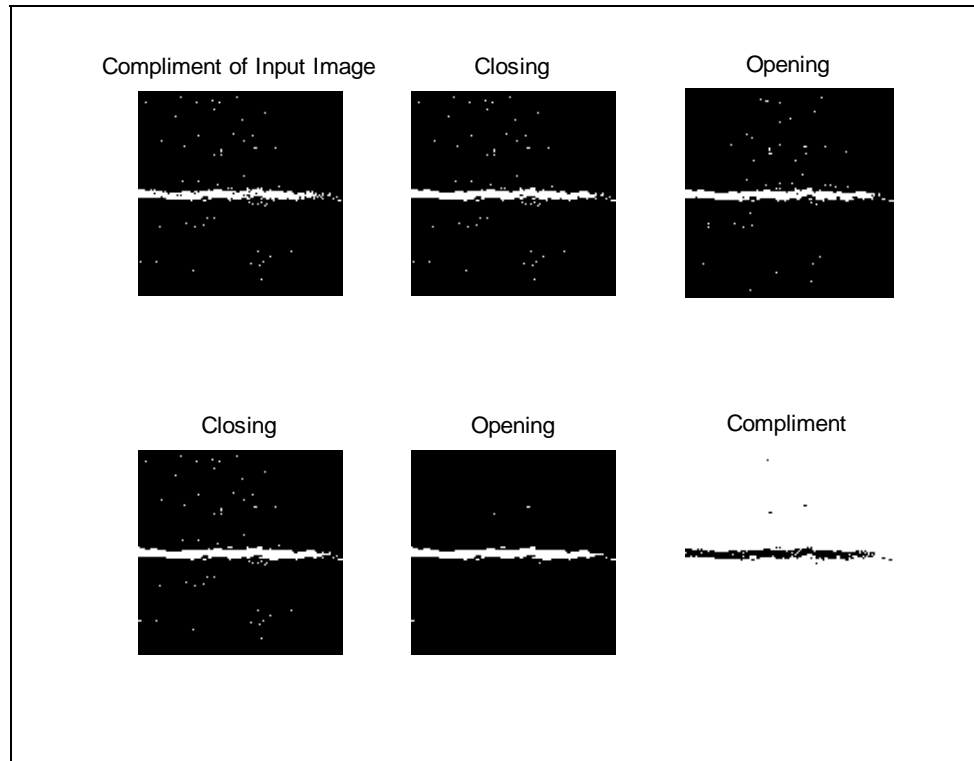 Compliment of Input Image
Closing
Opening
Closing
Opening
Compliment